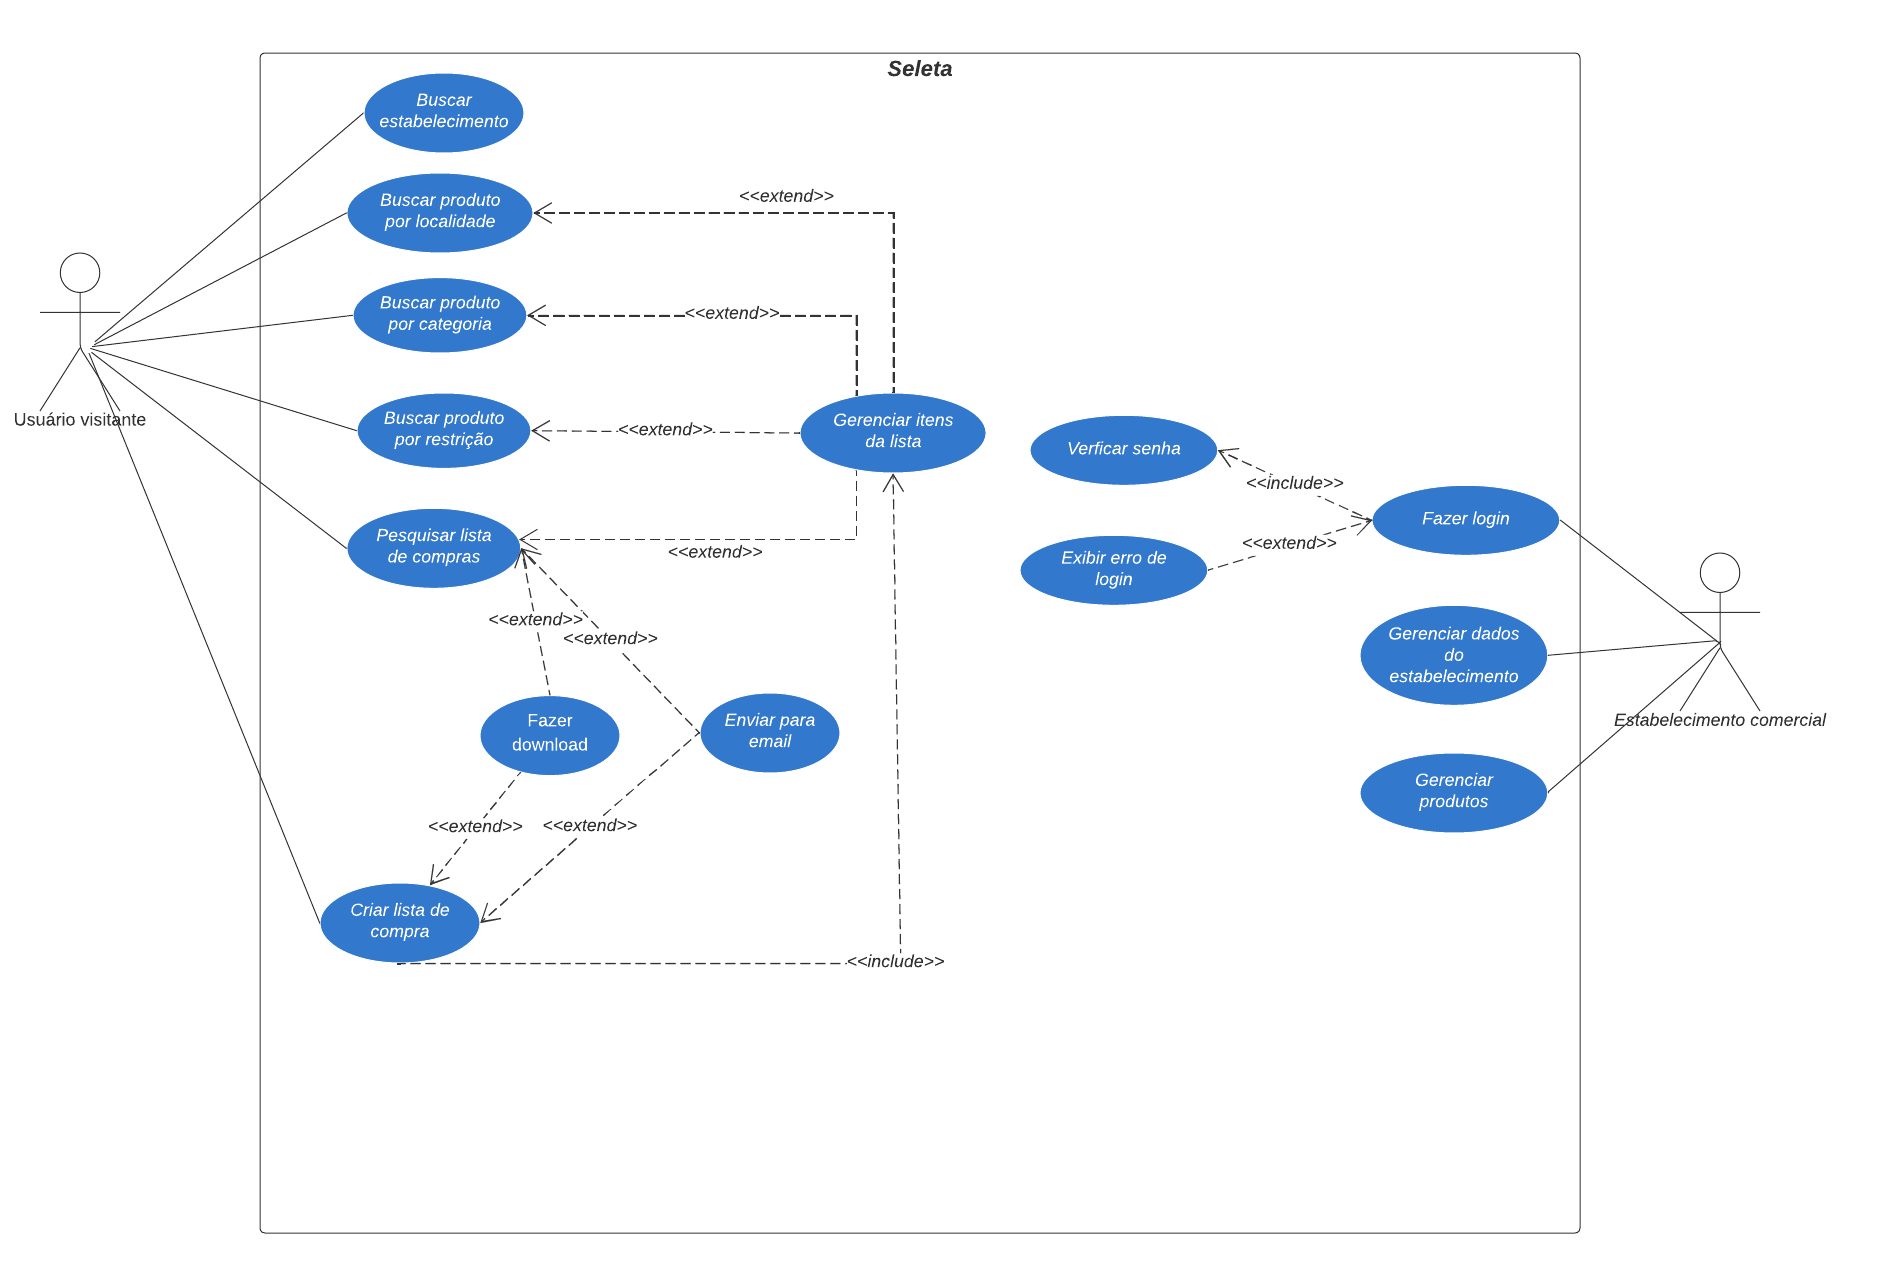 Seleta
Buscar
estabelecimento
Buscar produto
por localidade
<<extend>>
Buscar produto
por categoria
<<extend>>
Usuário visitante
Buscar produto
por restrição
<<extend>>
Gerenciar itens
da lista
Verficar senha
<<include>>
Fazer login
Pesquisar lista
de compras
<<extend>>
<<extend>>
Exibir erro de
login
<<extend>>
<<extend>>
Gerenciar dados
do
estabelecimento
Fazer
download
Enviar para
email
Estabelecimento comercial
Gerenciar
produtos
<<extend>>
<<extend>>
Criar lista de
compra
<<include>>